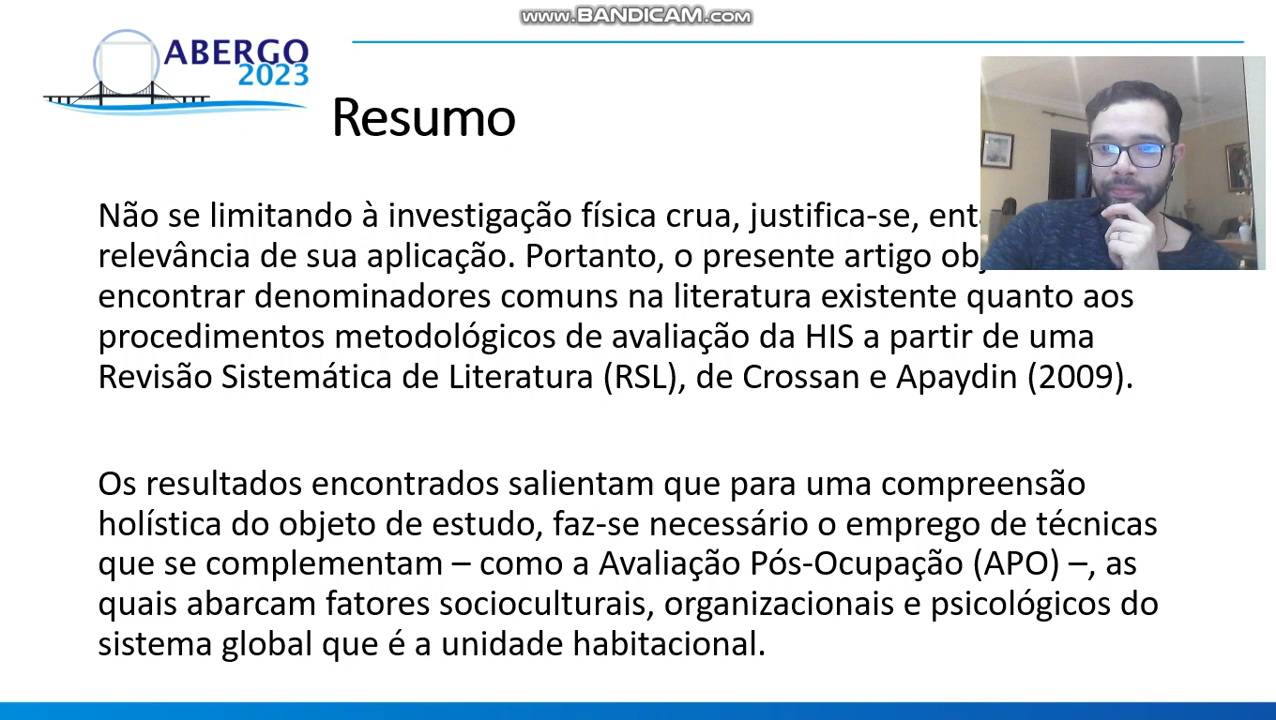 www.BANDICAM.com
ABERGO
2023
Resumo
Não se limitando à investigação física crua, justifica-se,
relevância de sua aplicação. Portanto, o presente artigo
encontrar denominadores comuns na literatura existente quanto aos
procedimentos metodológicos de avaliação da HIS a partir de uma
Revisão Sistemática de Literatura (RSL), de Crossan e Apaydin (2009).
Os resultados encontrados salientam que para uma compreensão
holística do objeto de estudo, faz-se necessário o emprego de técnicas
que se complementam – como a Avaliação Pós-Ocupação (APO) –, as
quais abarcam fatores socioculturais, organizacionais e psicológicos do
sistema global que é a unidade habitacional.